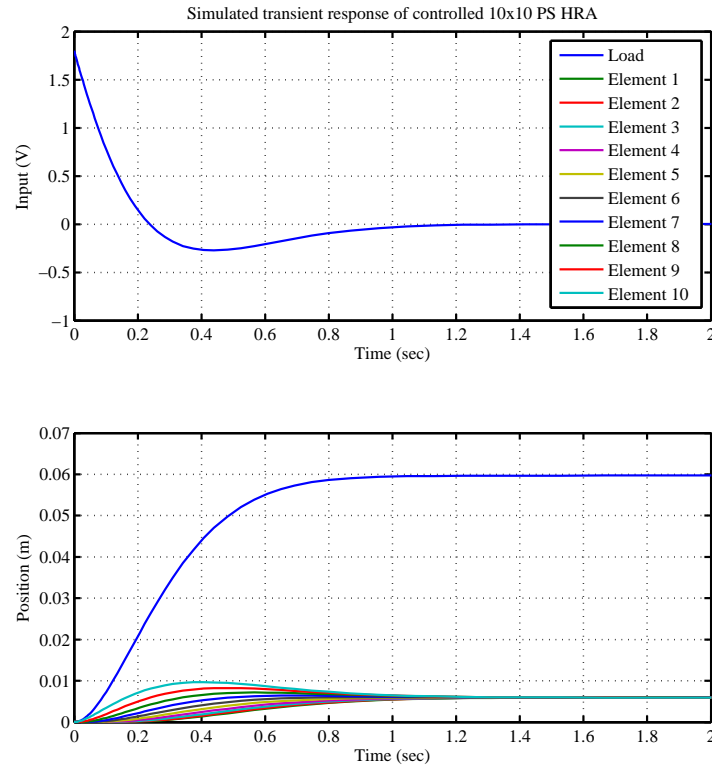 Simulated transient response of controlled 10x10 PS HRA
2
1.5
1
0.5
0
−0.5
−1
Input (V)
0 0.2 0.4 0.6 0.8 1 1.2 1.4 1.6 1.8 2
Time (sec)
Load
Element 1
Element 2
Element 3
Element 4
Element 5
Element 6
Element 7
Element 8
Element 9
Element 10
0.07
0.06
0.05
0.04
0.03
0.02
0.01
0
Position (m)
0 0.2 0.4 0.6 0.8 1 1.2 1.4 1.6 1.8 2
Time (sec)